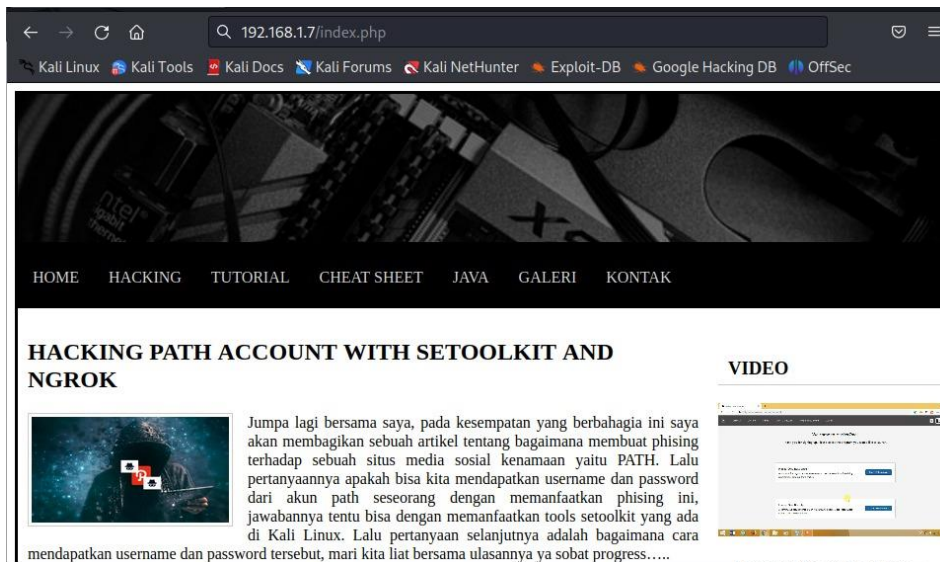 192.168.1.7/index.php
Kali Linux Kali Tools Kali Docs Kali Forums Kali NetHunter Exploit-DB Google Hacking DB OffSec
HOME HACKING TUTORIAL CHEAT SHEET JAVA GALERI KONTAK
HACKING PATH ACCOUNT WITH SETOOLKIT AND
NGROK
Jumpa lagi bersama saya, pada kesempatan yang berbahagia ini saya
akan membagikan sebuah artikel tentang bagaimana membuat phising
terhadap sebuah situs media sosial kenamaan yaitu PATH. Lalu
pertanyaannya apakah bisa kita mendapatkan username dan password
dari akun path seseorang dengan memanfaatkan phising ini,
jawabannya tentu bisa dengan memanfaatkan tools setoolkit yang ada
di Kali Linux. Lalu pertanyaan selanjutnya adalah bagaimana cara
mendapatkan username dan password tersebut, mari kita liat bersama ulasannya ya sobat progress…..
VIDEO